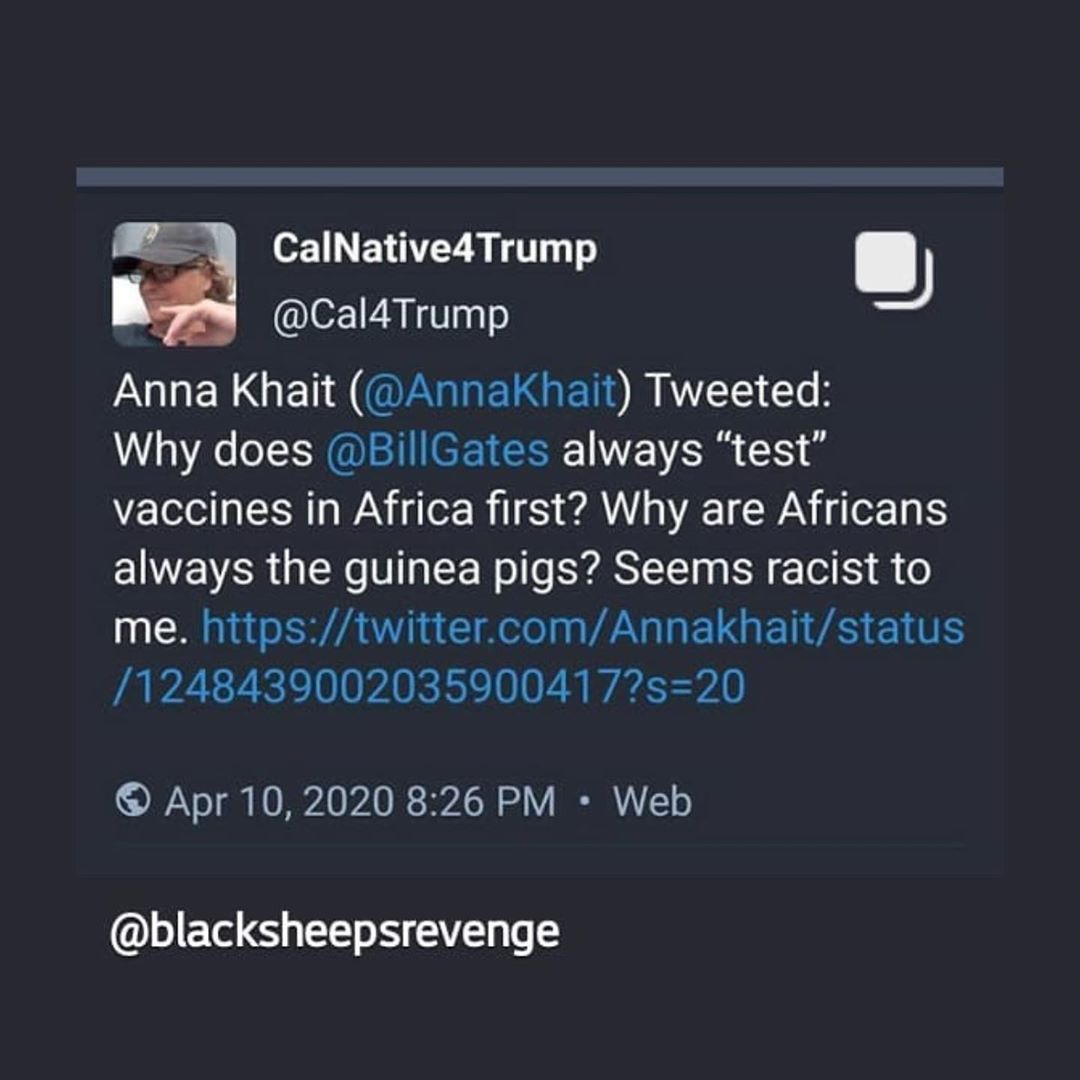 CalNative4Trump
@Cal4Trump
Anna Khait (@AnnaKhait) Tweeted:
Why does @BillGates always “test”
vaccines in Africa first? Why are Africans
always the guinea pigs? Seems racist to
me. https://twitter.com/Annakhait/status
/1248439002035900417?s=20
Apr 10, 2020 8:26 PM • Web
@blacksheepsrevenge